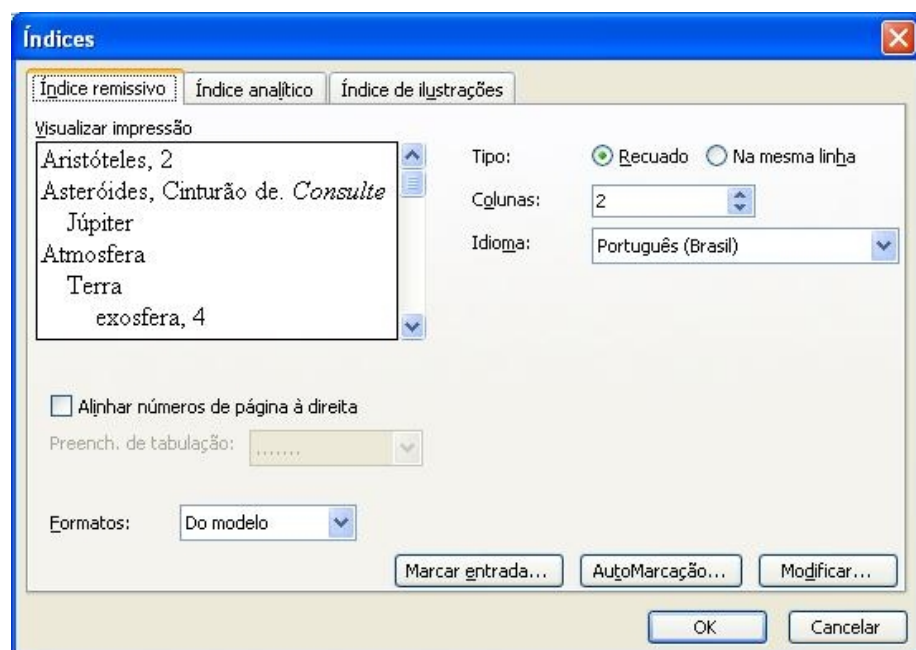 Índices
Índice remissivo Índice analítico Índice de ilustrações
Visualizar impressão
Aristóteles, 2
Asteróides, Cinturão de. Consulte
Júpiter
Atmosfera
Terra
exosfera, 4
Tipo: Recuado Na mesma linha
Colunas: 2
Idioma: Português (Brasil)
Alinhar números de página à direita
Preench. de tabulação: .......
Formatos: Do modelo
Marcar entrada... AutoMarcação... Modificar...
OK Cancelar